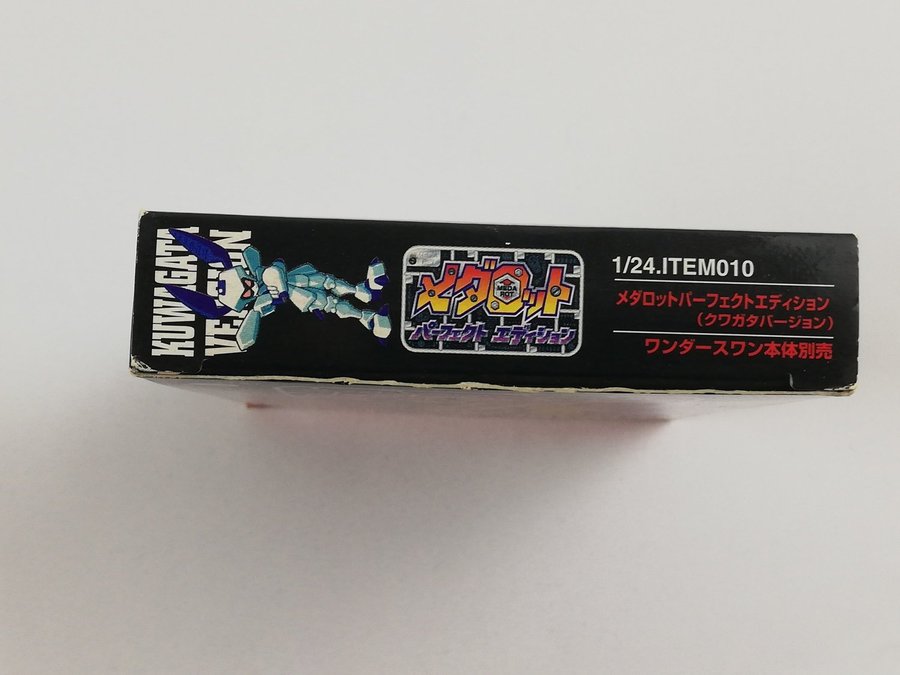 KUWAGATA
VERSION
メダロット
パーフェクト エディション
1/24.ITEM010
メダロットパーフェクトエディション
(クワガタバージョン)
ワンダースワン本体別売